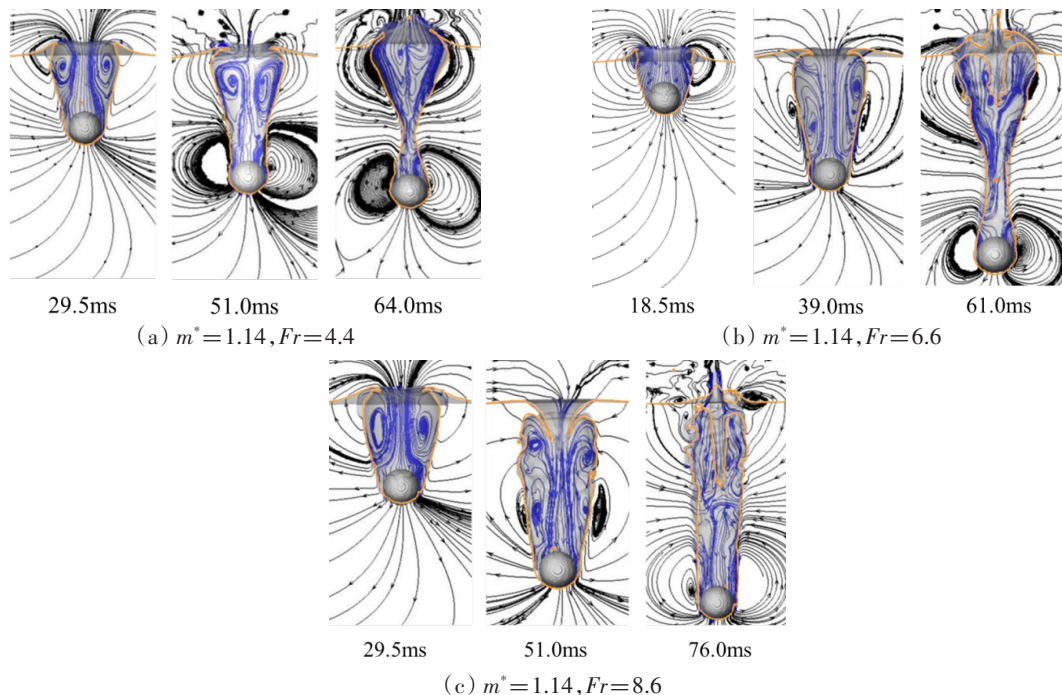 29.5ms 51.0ms 64.0ms
(a) m*=1.14,Fr=4.4
18.5ms 39.0ms 61.0ms
(b) m*=1.14,Fr=6.6
29.5ms 51.0ms 76.0ms
(c) m*=1.14,Fr=8.6